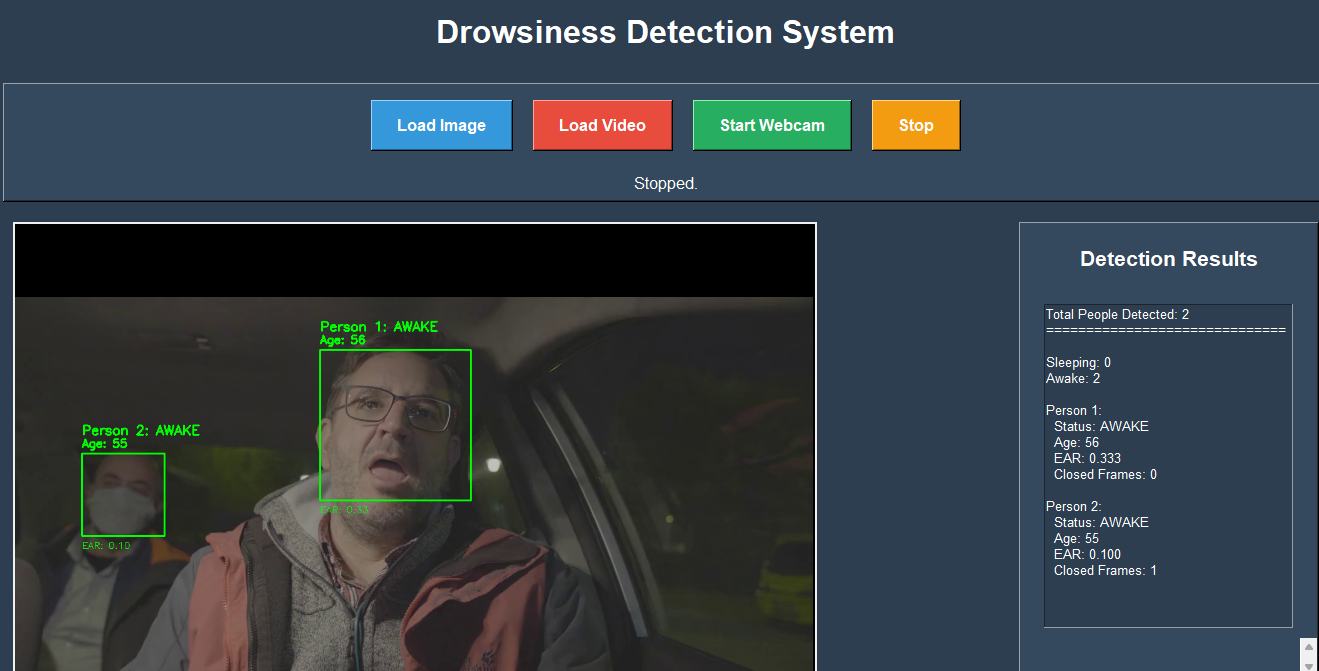 Drowsiness Detection System
Load Image
Load Video
Start Webcam
Stop
Stopped.
Person 1: AWAKE
Age: 56
EAR: 0.33
Person 2: AWAKE
Age: 55
EAR: 0.10
Detection Results
Total People Detected: 2
==============================
Sleeping: 0
Awake: 2
Person 1:
Status: AWAKE
Age: 56
EAR: 0.333
Closed Frames: 0
Person 2:
Status: AWAKE
Age: 55
EAR: 0.100
Closed Frames: 1